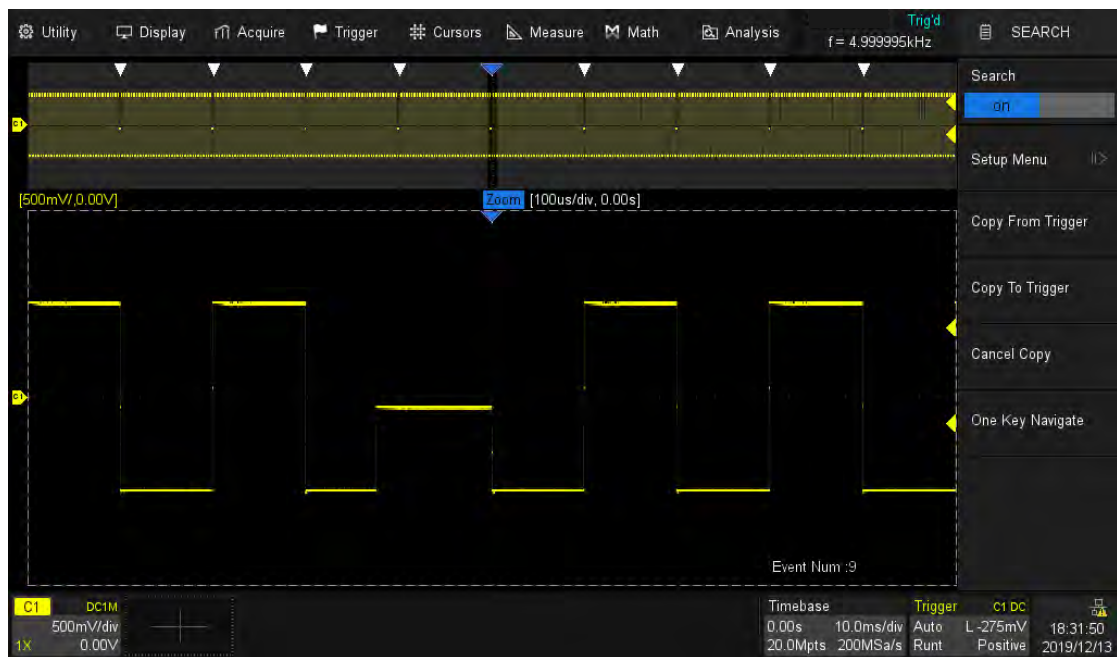 Utility Display Acquire Trigger Cursors Measure Math Analysis
Trig'd
f = 4.999995kHz
SEARCH
Search
on
Setup Menu
Copy From Trigger
Copy To Trigger
Cancel Copy
One Key Navigate
C1
[500mV/,0.00V] Zoom [100us/div, 0.00s]
C1
Event Num :9
C1 DC1M
500mV/div
1X 0.00V
Timebase
0.00s 10.0ms/div
20.0Mpts 200MSa/s
Trigger C1 DC
Auto L -275mV
Runt Positive
18:31:50
2019/12/13